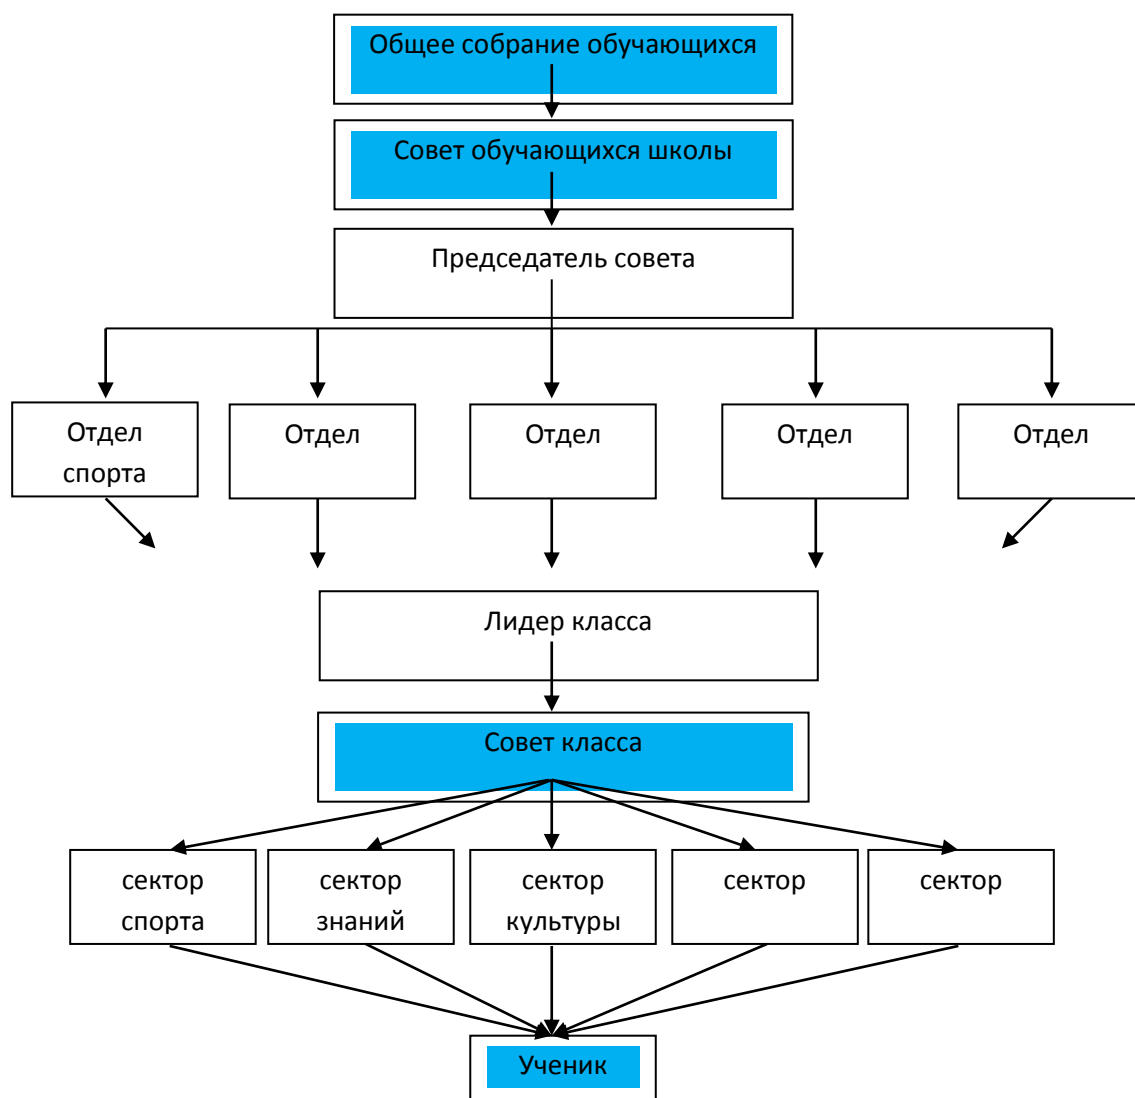 Общее собрание обучающихся
Совет обучающихся школы
Председатель совета
Отдел
спорта
Отдел
Отдел
Отдел
Отдел
Лидер класса
Совет класса
сектор
спорта
сектор
знаний
сектор
культуры
сектор
сектор
Ученик